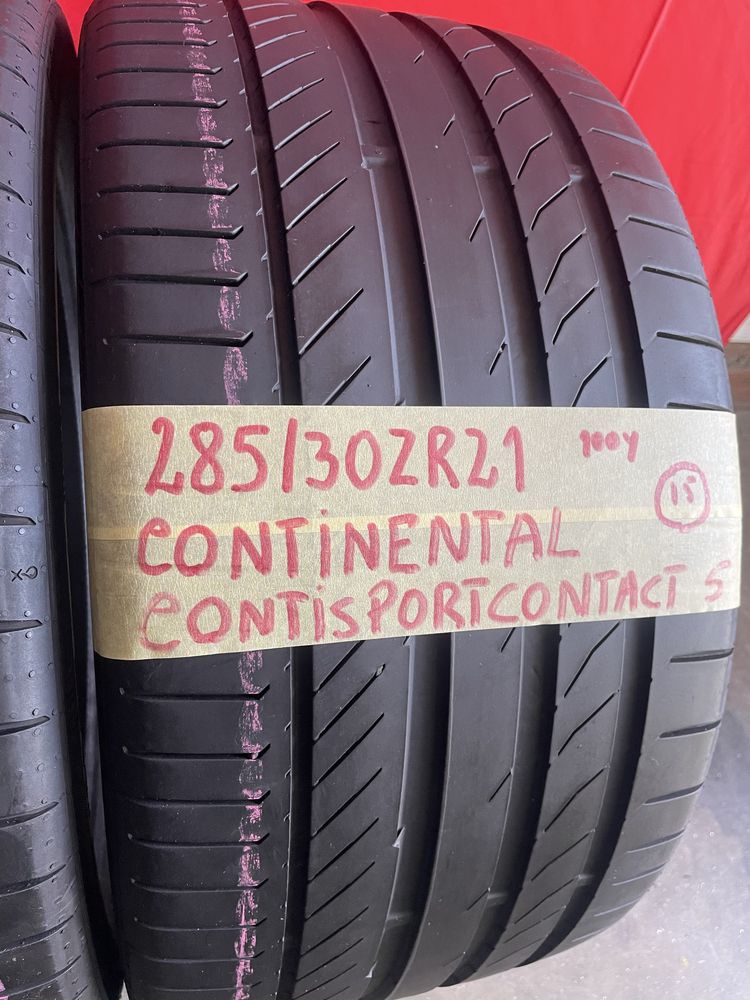 285/30ZR21 100Y
15
CONTINENTAL
CONTISPORTCONTACT 5